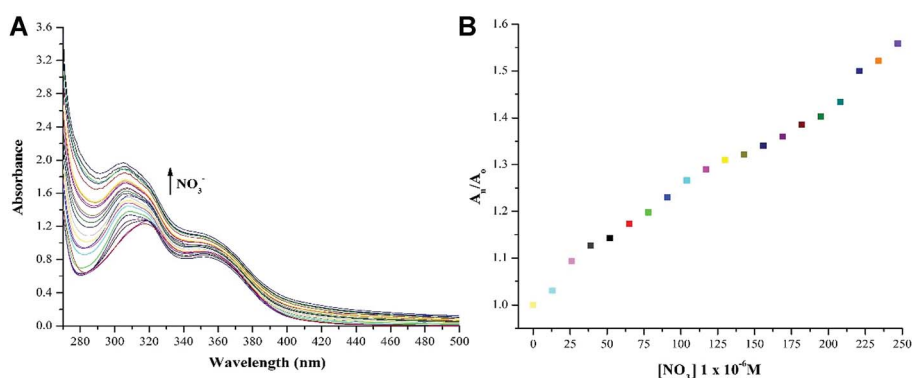 A
3.6
3.2
2.8
2.4
2.0
1.6
1.2
0.8
0.4
0.0
Absorbance
NO₃⁻
280 300 320 340 360 380 400 420 440 460 480 500
Wavelength (nm)
B
1.6
1.5
1.4
1.3
1.2
1.1
1.0
Aₙ/Aₒ
0 25 50 75 100 125 150 175 200 225 250
[NO₃] 1 x 10⁻⁶M